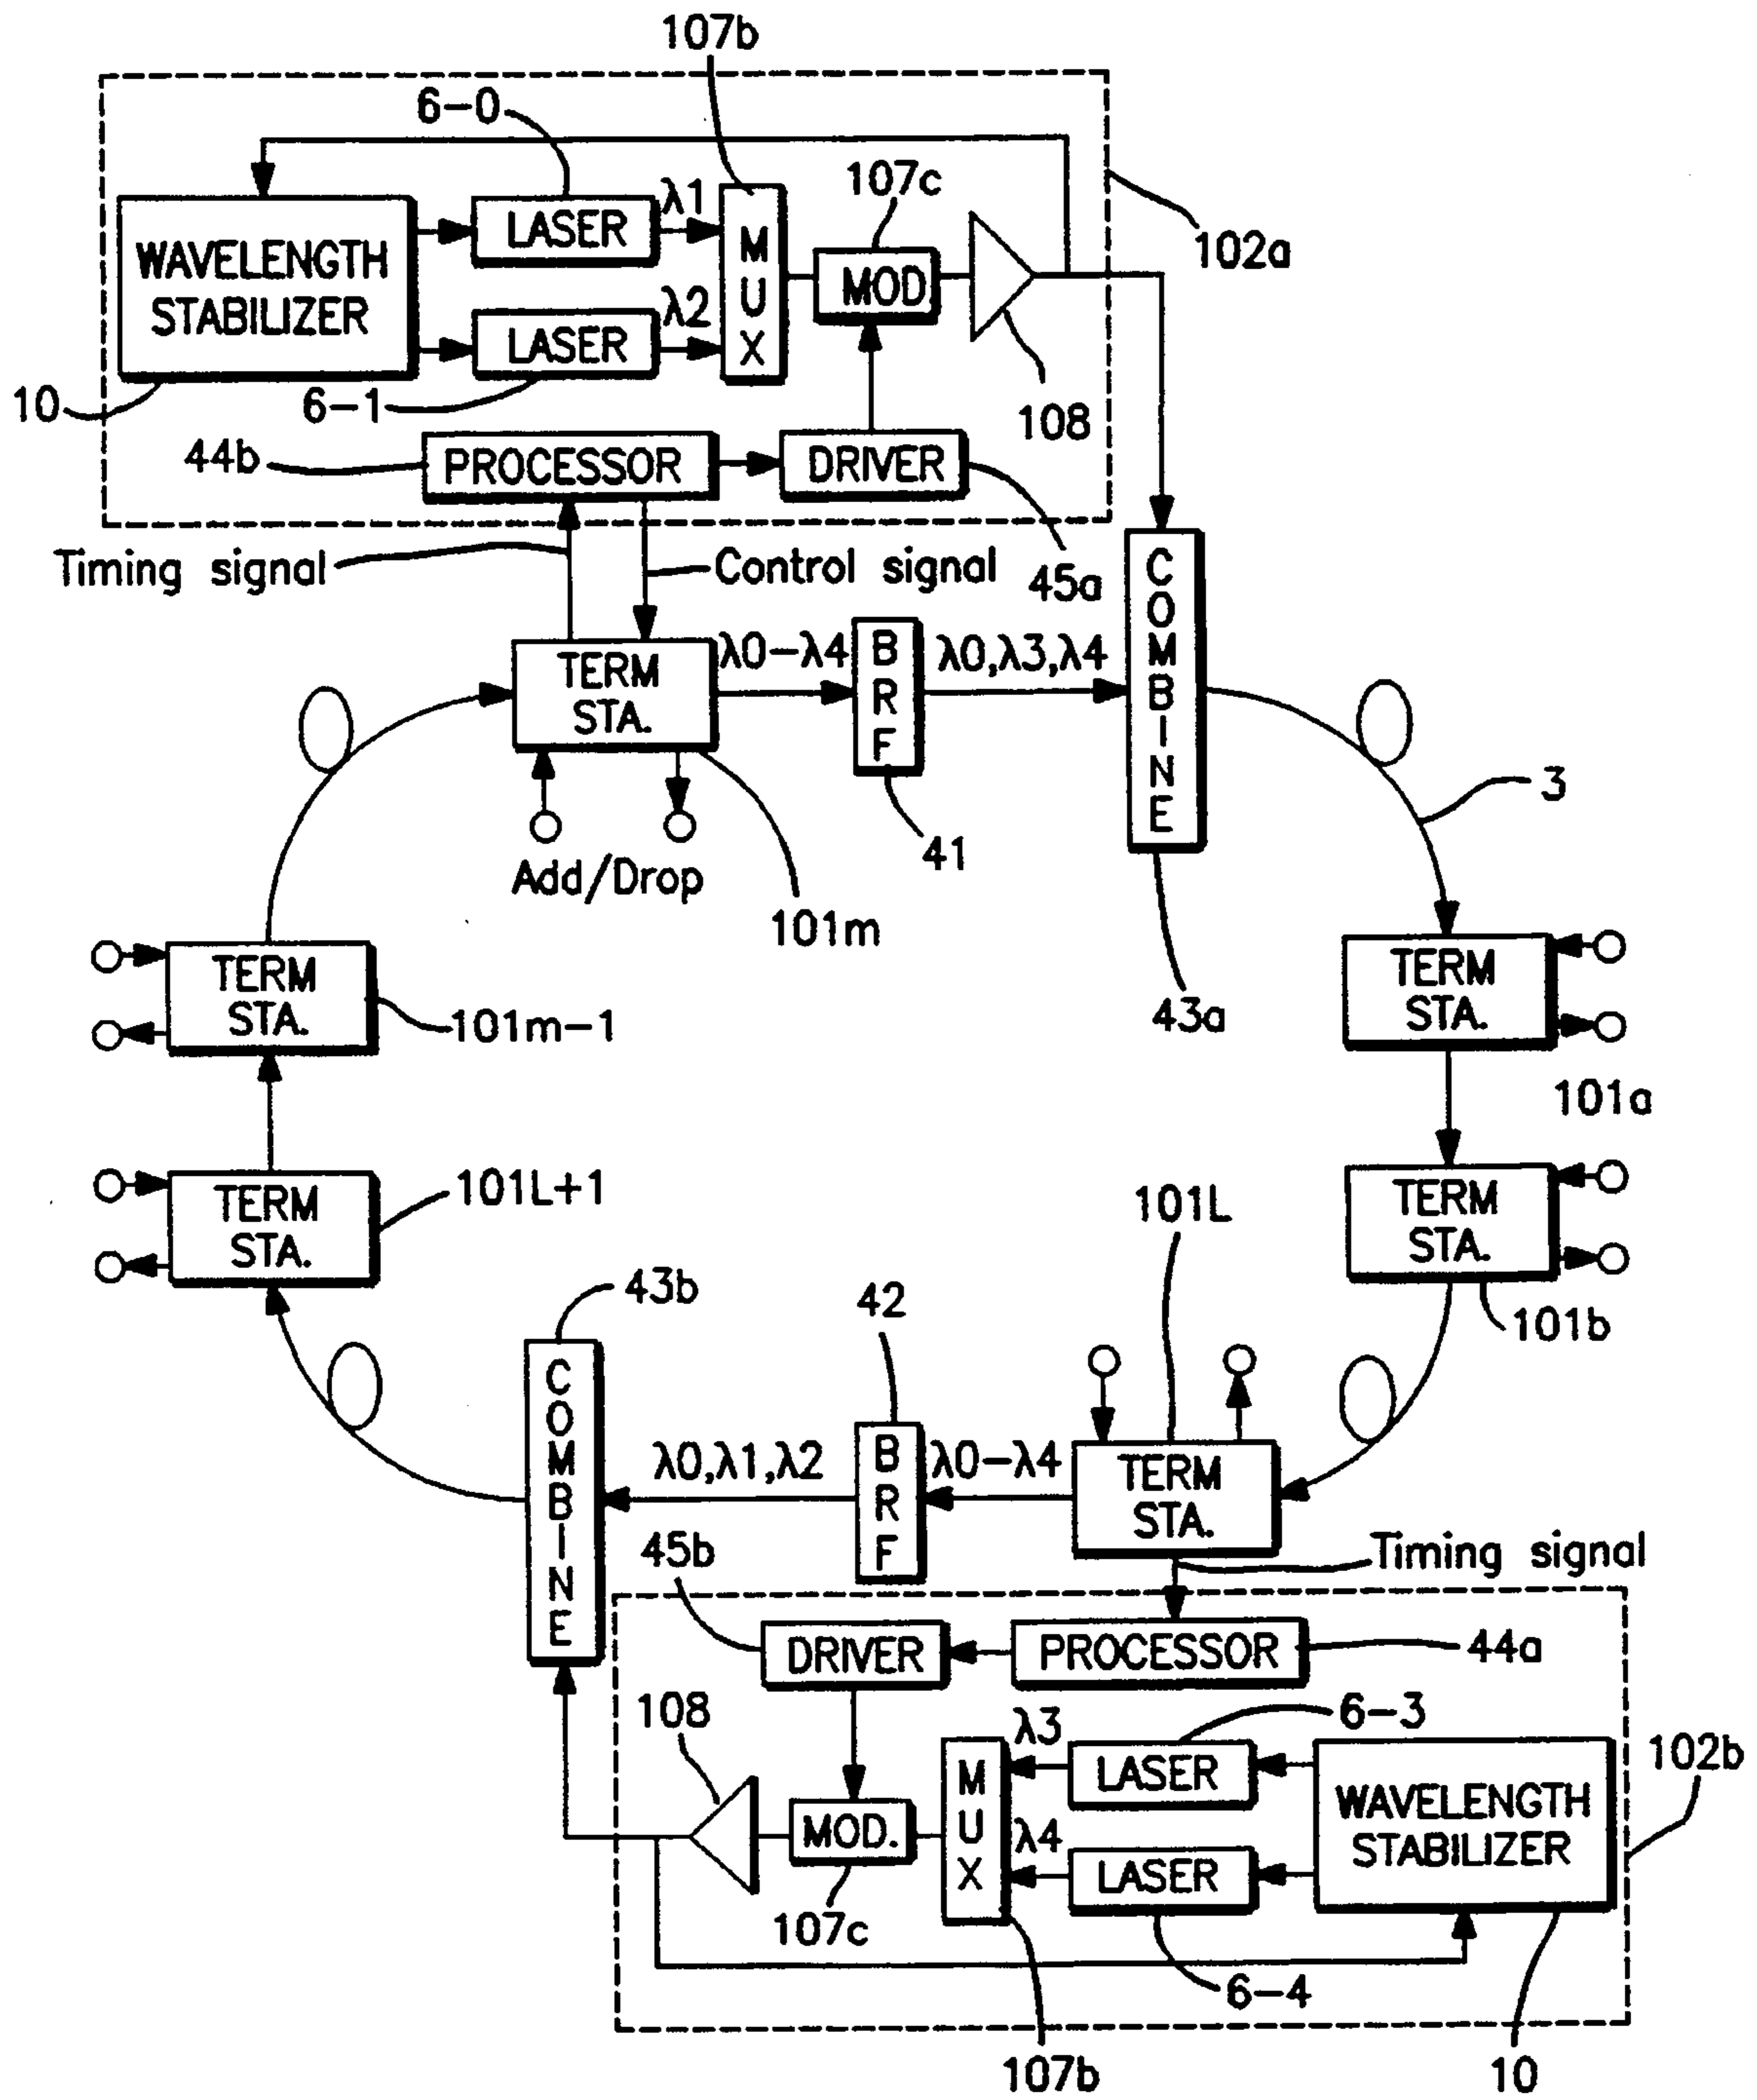 107b
6-0
107c
λ1
LASER
102a
WAVELENGTH
STABILIZER
M
U
X
MOD.
λ2
LASER
10
6-1
108
44b
PROCESSOR
DRIVER
Timing signal
Control signal
45a
C
O
M
B
I
N
E
TERM
STA.
λ0-λ4
B
R
F
λ0,λ3,λ4
3
41
Add/Drop
101m
43a
TERM
STA.
101m-1
TERM
STA.
101a
TERM
STA.
101L+1
TERM
STA.
101L
101b
43b
42
C
O
M
B
I
N
E
λ0,λ1,λ2
B
R
F
λ0-λ4
TERM
STA.
45b
Timing signal
DRIVER
PROCESSOR
44a
108
6-3
λ3
LASER
102b
M
U
X
WAVELENGTH
STABILIZER
MOD.
λ4
LASER
107c
6-4
107b
10